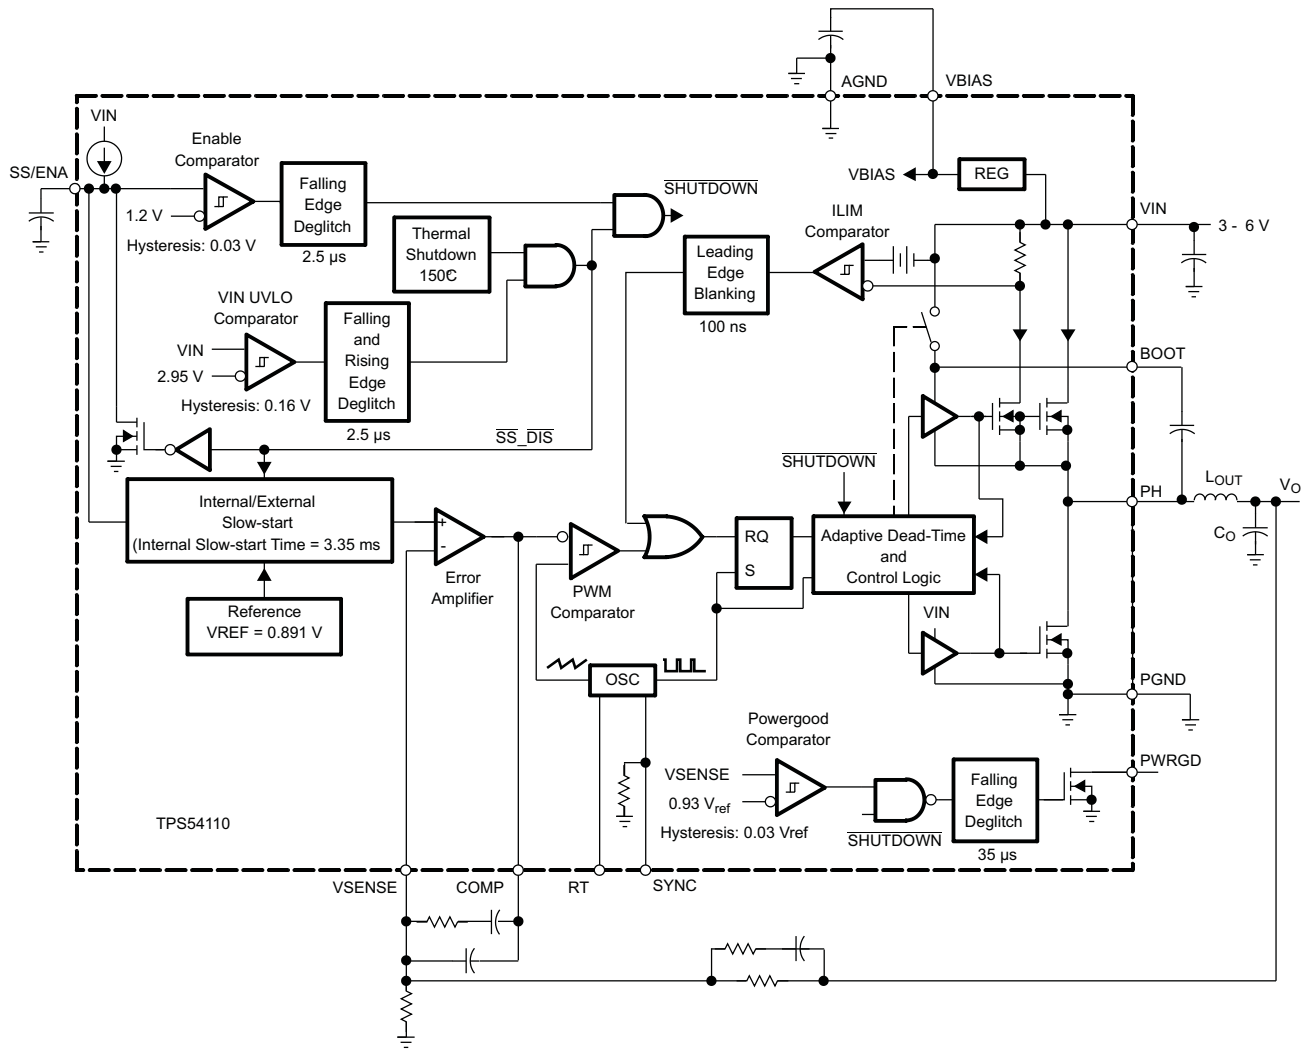 AGND
VBIAS
VIN
Enable
Comparator
SS/ENA
1.2 V
Hysteresis: 0.03 V
Falling
Edge
Deglitch
2.5 µs
SHUTDOWN
Thermal
Shutdown
150°C
VBIAS
REG
ILIM
Comparator
VIN
3 - 6 V
Leading
Edge
Blanking
100 ns
VIN UVLO
Comparator
VIN
2.95 V
Hysteresis: 0.16 V
Falling
and
Rising
Edge
Deglitch
2.5 µs
BOOT
SS_DIS
SHUTDOWN
PH
LOUT
VO
CO
Internal/External
Slow-start
(Internal Slow-start Time = 3.35 ms
+
-
Error
Amplifier
PWM
Comparator
RQ
S
Adaptive Dead-Time
and
Control Logic
Reference
VREF = 0.891 V
VIN
OSC
PGND
Powergood
Comparator
VSENSE
0.93 Vref
Hysteresis: 0.03 Vref
SHUTDOWN
Falling
Edge
Deglitch
35 µs
PWRGD
TPS54110
VSENSE
COMP
RT
SYNC